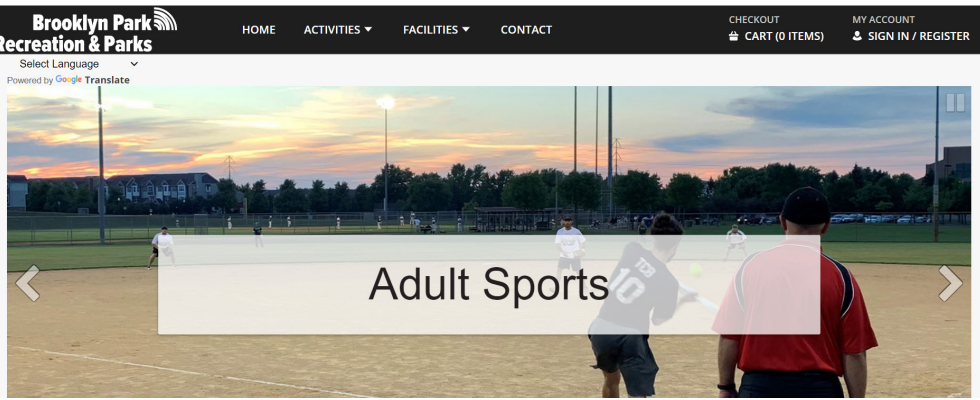 Brooklyn Park
Recreation & Parks
HOME
ACTIVITIES
FACILITIES
CONTACT
CHECKOUT
CART (0 ITEMS)
MY ACCOUNT
SIGN IN / REGISTER
Select Language
Powered by Google Translate
Adult Sports
TCB
10